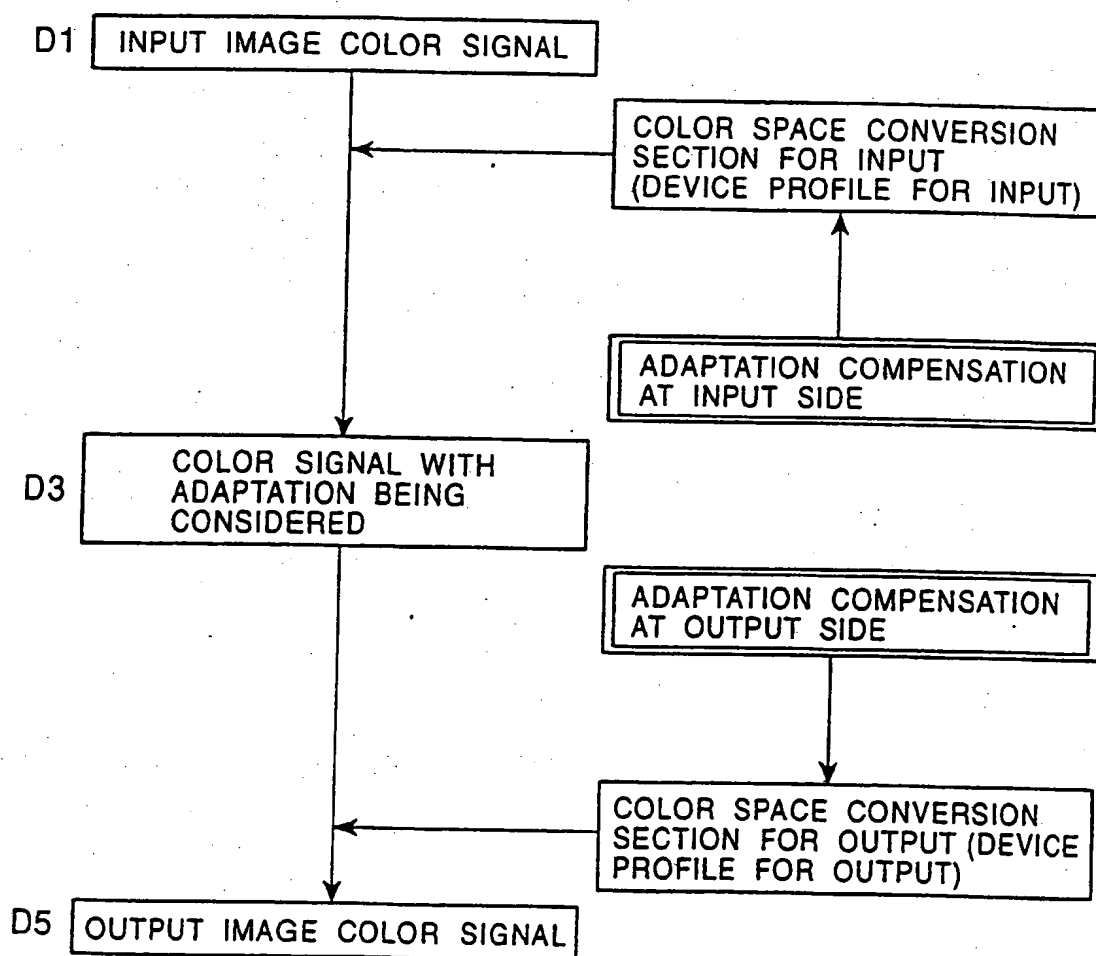 D1 INPUT IMAGE COLOR SIGNAL
COLOR SPACE CONVERSION
SECTION FOR INPUT
(DEVICE PROFILE FOR INPUT)
ADAPTATION COMPENSATION
AT INPUT SIDE
D3
COLOR SIGNAL WITH
ADAPTATION BEING
CONSIDERED
ADAPTATION COMPENSATION
AT OUTPUT SIDE
COLOR SPACE CONVERSION
SECTION FOR OUTPUT (DEVICE
PROFILE FOR OUTPUT)
D5 OUTPUT IMAGE COLOR SIGNAL